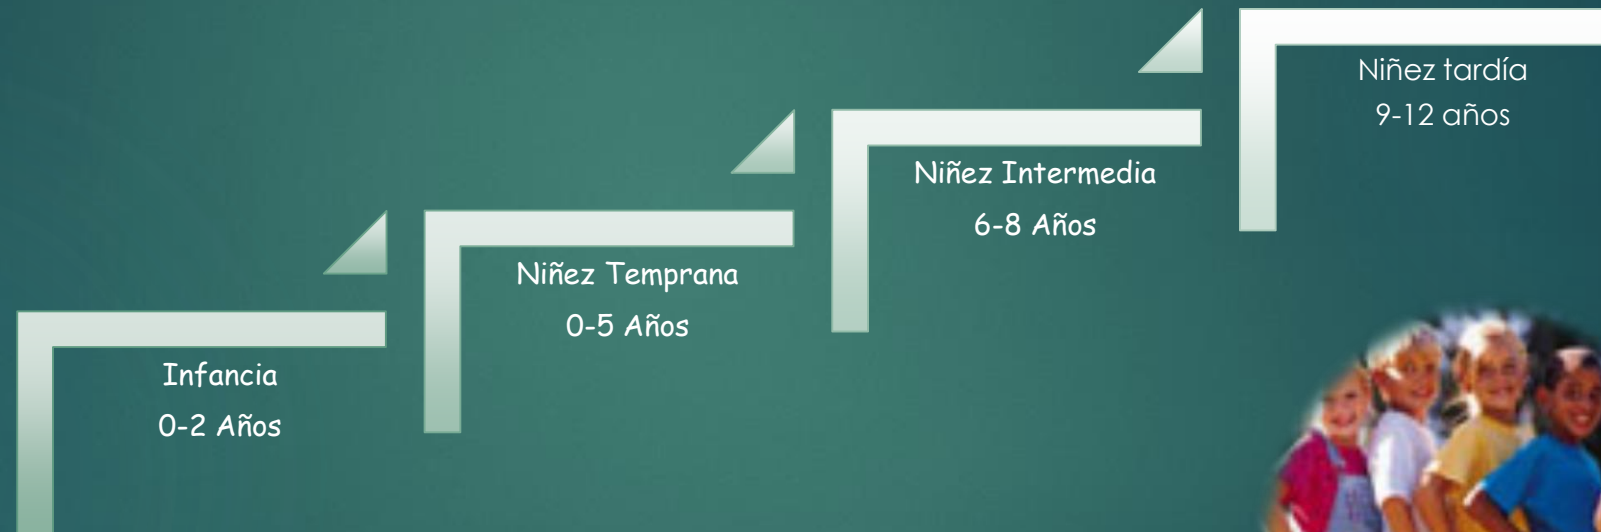 Infancia
0-2 Años
Niñez Temprana
0-5 Años
Niñez Intermedia
6-8 Años
Niñez tardía
9-12 años